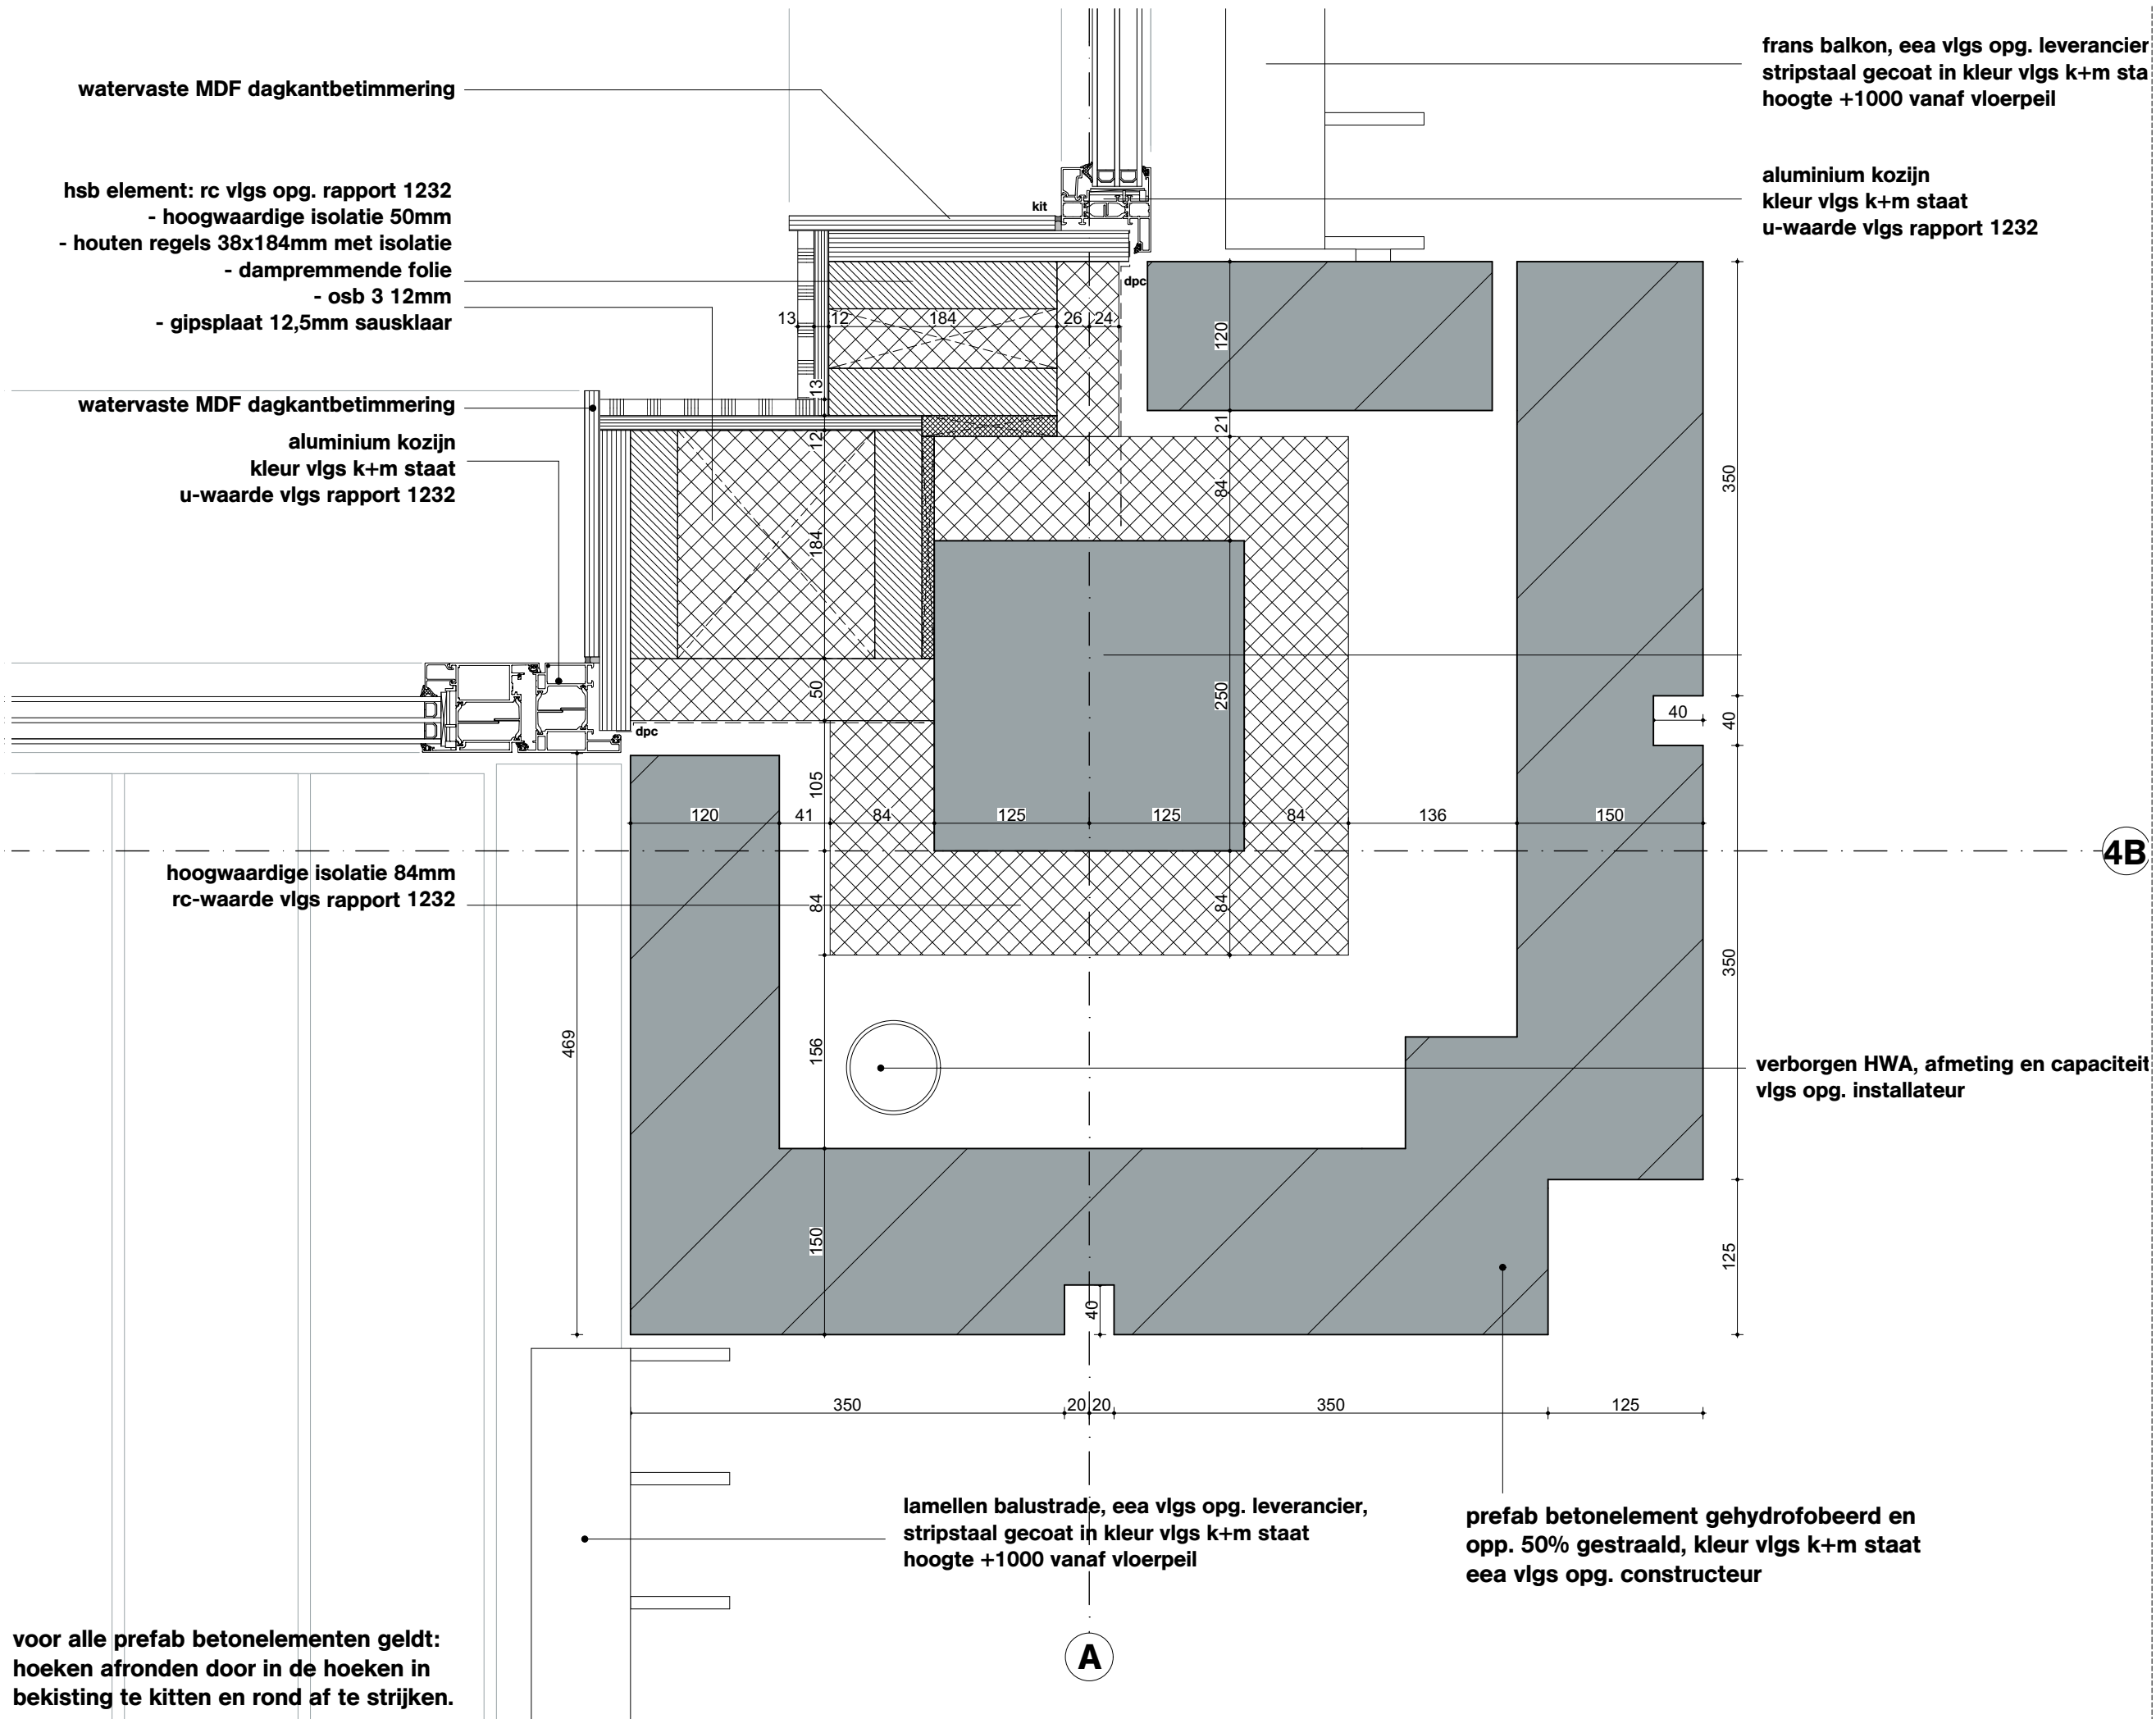 watervaste MDF dagkantbetimmering
frans balkon, eea vlgs opg. leverancier
stripstaal gecoat in kleur vlgs k+m sta
hoogte +1000 vanaf vloerpeil
hsb element: rc vlgs opg. rapport 1232
- hoogwaardige isolatie 50mm
- houten regels 38x184mm met isolatie
- dampremmende folie
- osb 3 12mm
- gipsplaat 12,5mm sausklaar
kit
aluminium kozijn
kleur vlgs k+m staat
u-waarde vlgs rapport 1232
dpc
13
12
184
26
24
120
13
21
12
84
350
184
watervaste MDF dagkantbetimmering
aluminium kozijn
kleur vlgs k+m staat
u-waarde vlgs rapport 1232
50
250
40
40
dpc
105
120
41
84
125
125
84
136
150
4B
hoogwaardige isolatie 84mm
rc-waarde vlgs rapport 1232
84
84
350
469
156
verborgen HWA, afmeting en capaciteit
vlgs opg. installateur
150
40
125
350
20
20
350
125
lamellen balustrade, eea vlgs opg. leverancier,
stripstaal gecoat in kleur vlgs k+m staat
hoogte +1000 vanaf vloerpeil
prefab betonelement gehydrofobeerd en
opp. 50% gestraald, kleur vlgs k+m staat
eea vlgs opg. constructeur
voor alle prefab betonelementen geldt:
hoeken afronden door in de hoeken in
bekisting te kitten en rond af te strijken.
A